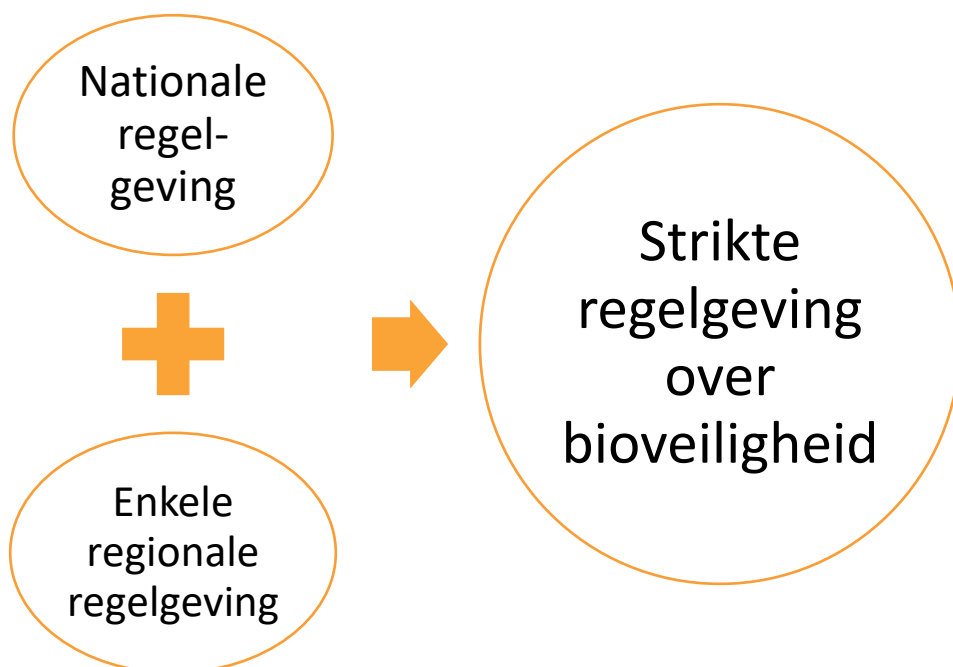 Nationale
regel-
geving
Enkele
regionale
regelgeving
Strikte
regelgeving
over
bioveiligheid